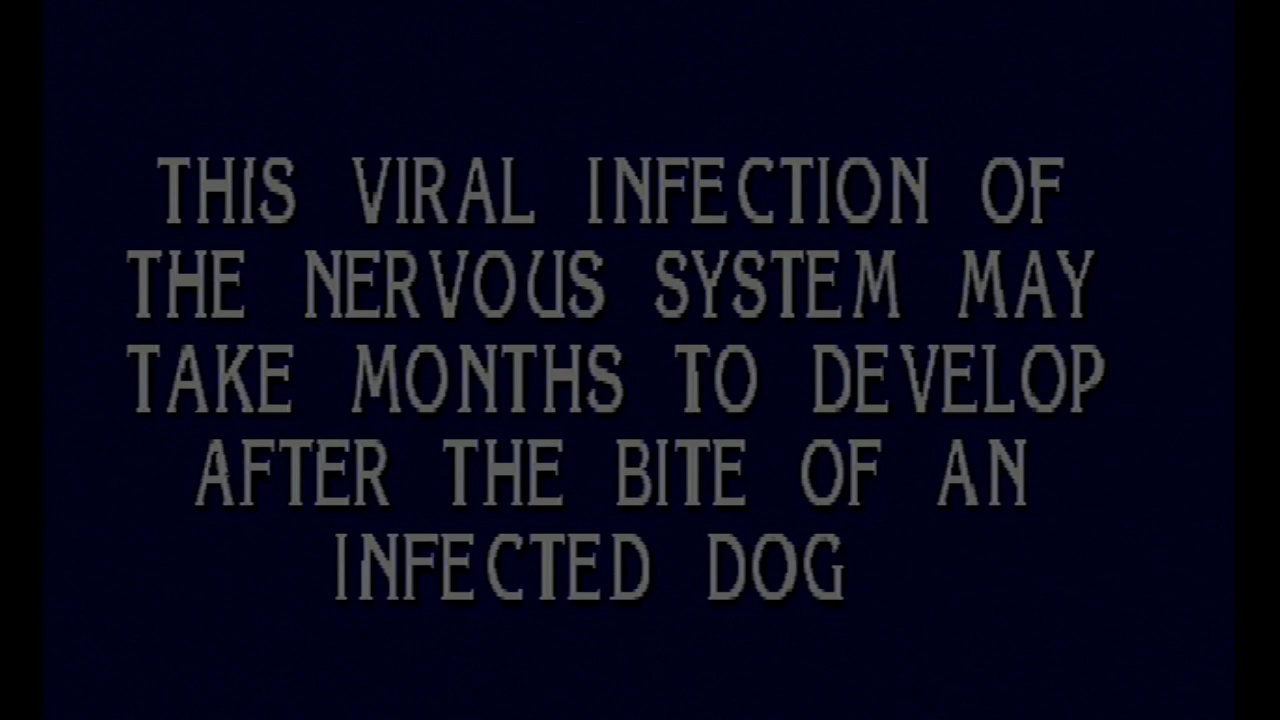 THIS VIRAL INFECTION OF
THE NERVOUS SYSTEM MAY
TAKE MONTHS TO DEVELOP
AFTER THE BITE OF AN
INFECTED DOG